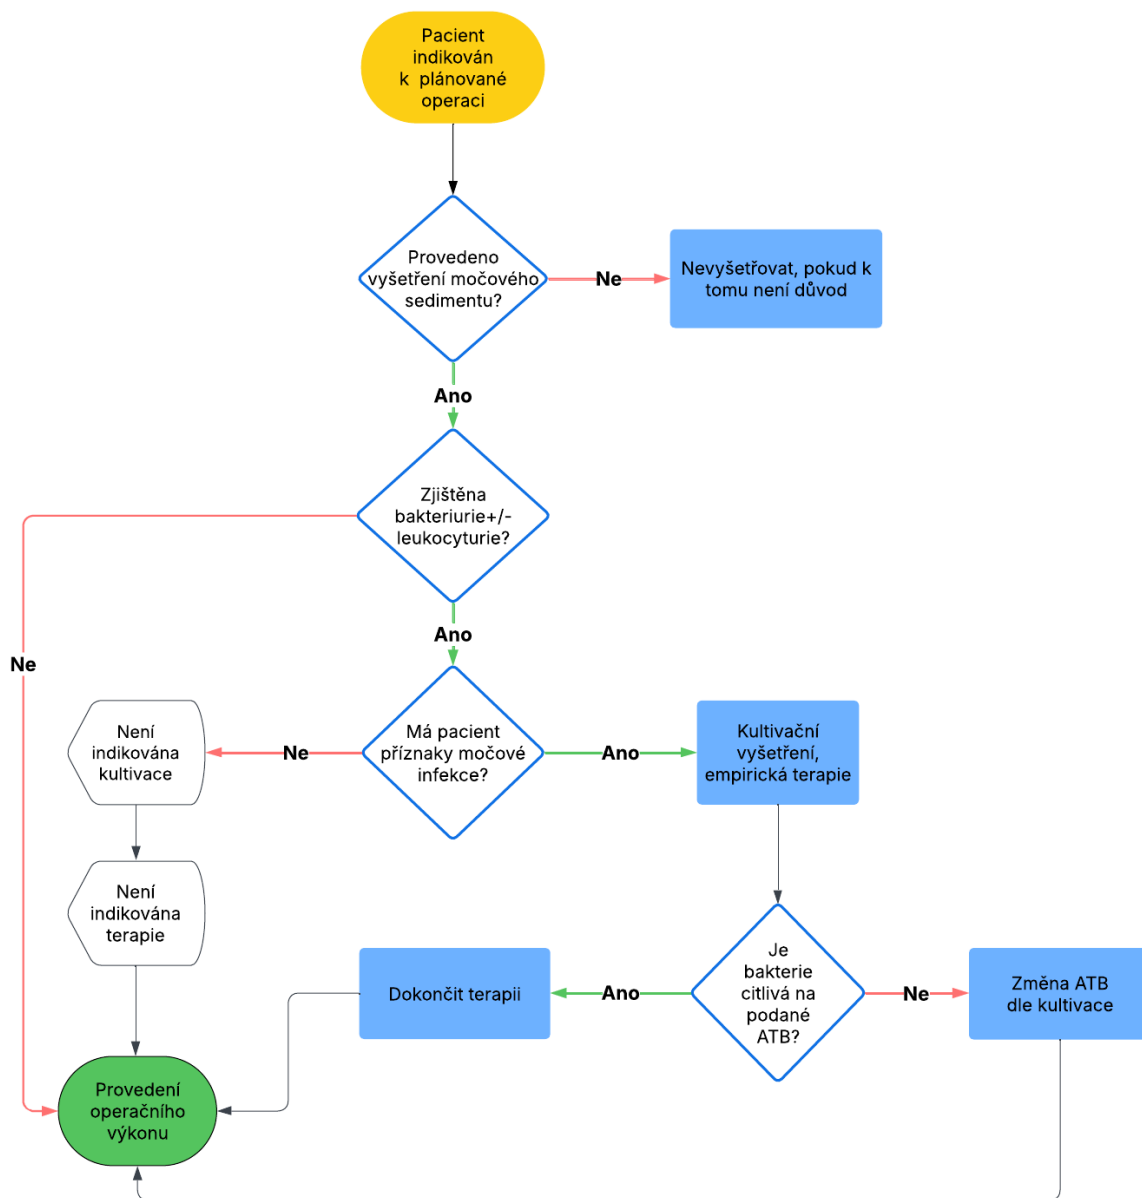 Pacient
indikován
k plánované
operaci
Provedeno
vyšetření močového
sedimentu?
Ne
Nevyšetřovat, pokud k
tomu není důvod
Ano
Zjištěna
bakteriurie+/-
leukocyturie?
Ano
Ne
Má pacient
příznaky močové
infekce?
Ne
Není
indikována
kultivace
Ano
Kultivační
vyšetření,
empirická terapie
Není
indikována
terapie
Je
bakterie
citlivá na
podané
ATB?
Ano
Dokončit terapii
Ne
Změna ATB
dle kultivace
Provedení
operačního
výkonu